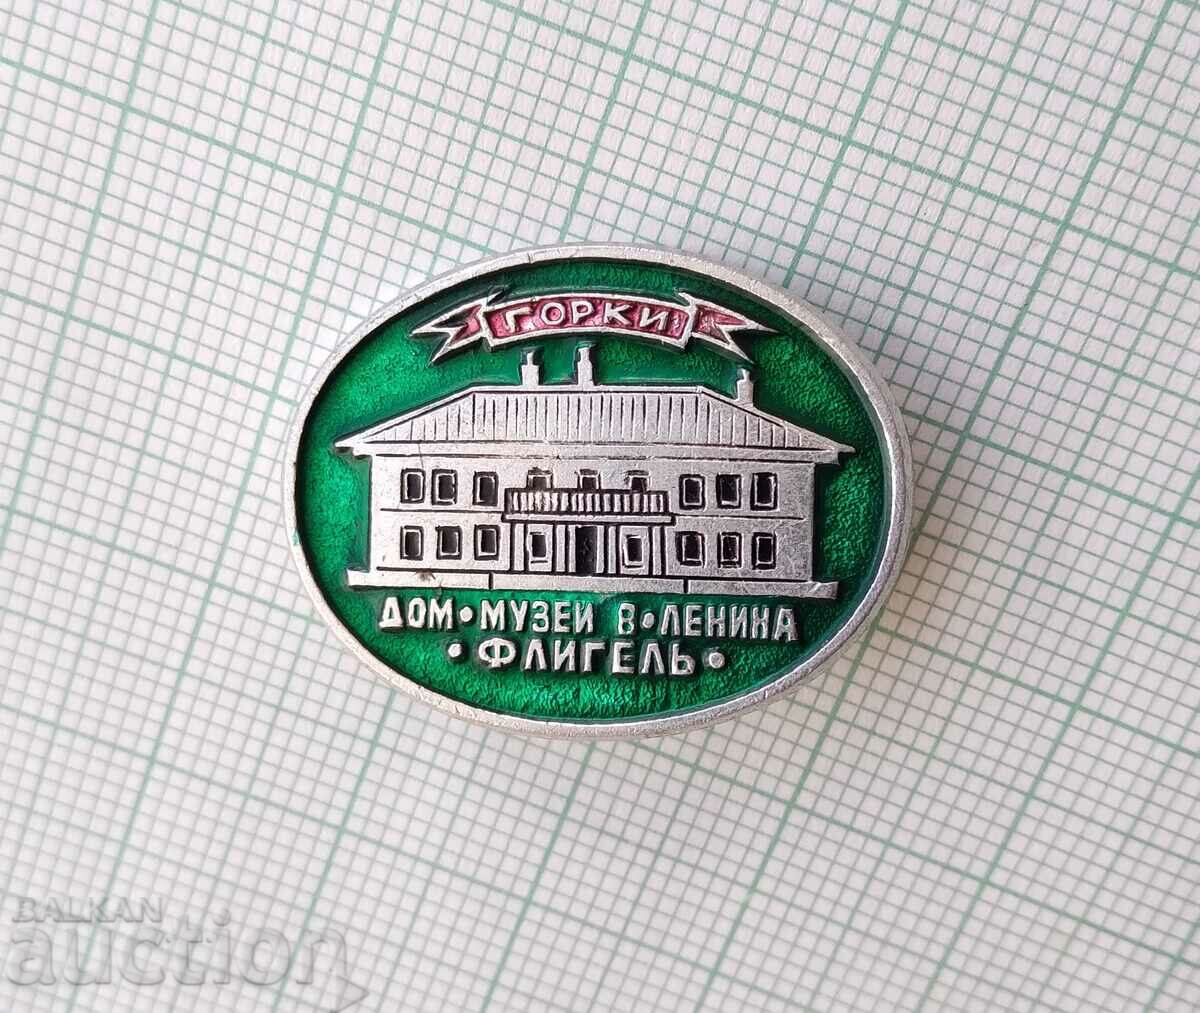 ГОРКИ
ДОМ•МУЗЕЙ В•ЛЕНИНА
•ФЛИГЕЛЬ•
BALKAN
auction